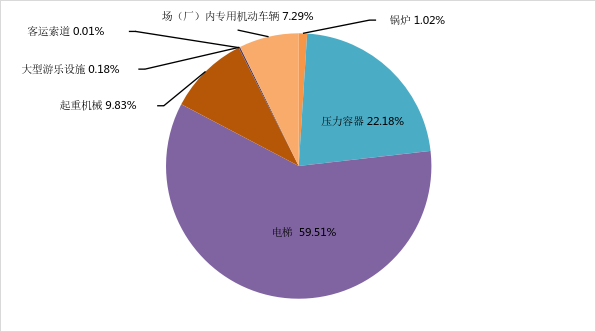 场（厂）内专用机动车辆 7.29%
锅炉 1.02%
客运索道 0.01%
大型游乐设施 0.18%
起重机械 9.83%
压力容器 22.18%
电梯 59.51%